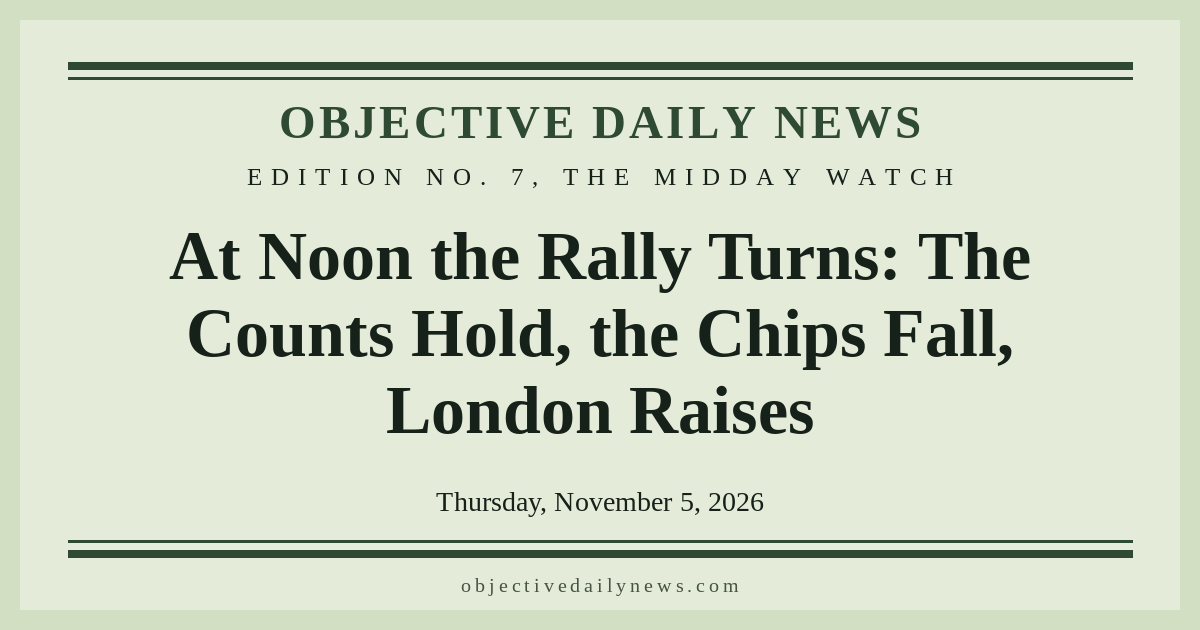 OBJECTIVE DAILY NEWS
EDITION NO. 7, THE MIDDAY WATCH
At Noon the Rally Turns: The
Counts Hold, the Chips Fall,
London Raises
Thursday, November 5, 2026
objectivedailynews.com